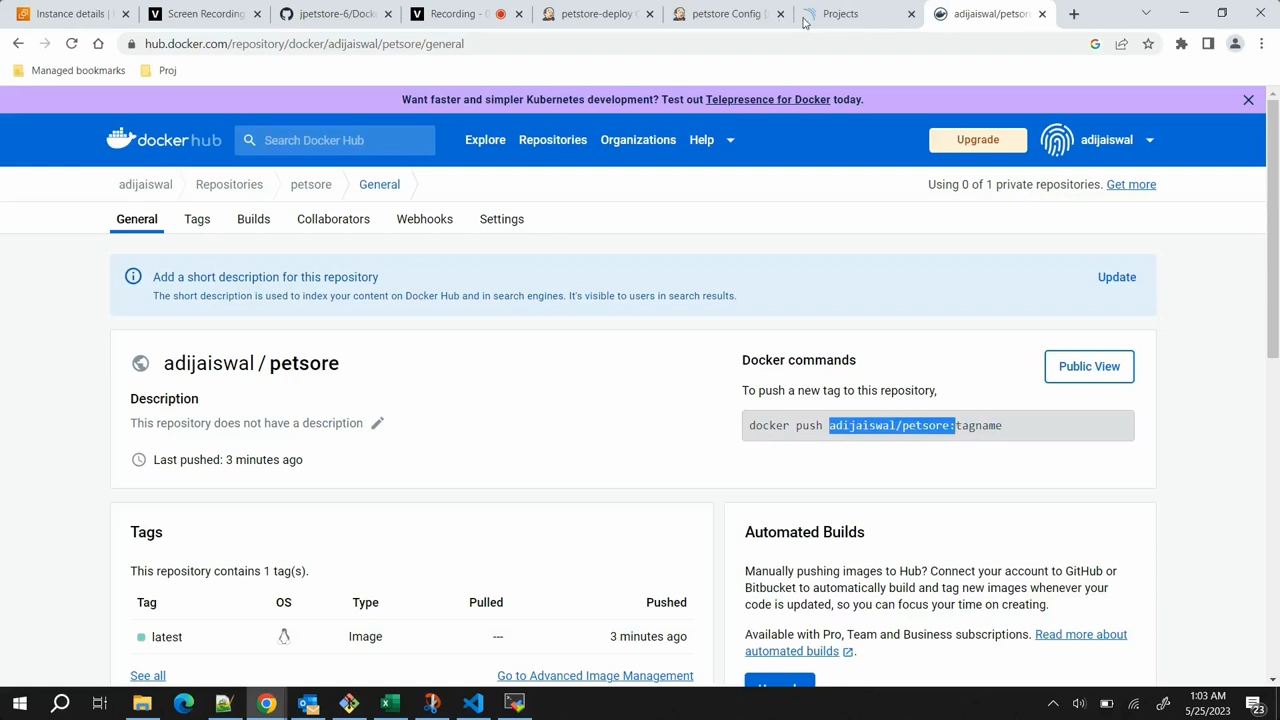 Instance details |
Screen Recording
jpetstore-6/Docke
Recording - 
petstore-deploy
petstore Config
Projects
adijaiswal/petsor
hub.docker.com/repository/docker/adijaiswal/petsore/general
Managed bookmarks
Proj
Want faster and simpler Kubernetes development? Test out Telepresence for Docker today.
dockerhub
Search Docker Hub
Explore
Repositories
Organizations
Help
Upgrade
adijaiswal
adijaiswal
Repositories
petsore
General
Using 0 of 1 private repositories. Get more
General
Tags
Builds
Collaborators
Webhooks
Settings
Add a short description for this repository
Update
The short description is used to index your content on Docker Hub and in search engines. It's visible to users in search results.
adijaiswal / petsore
Description
This repository does not have a description
Last pushed: 3 minutes ago
Docker commands
Public View
To push a new tag to this repository,
docker push adijaiswal/petsore:tagname
Tags
This repository contains 1 tag(s).
Tag OS Type Pulled Pushed
latest Image --- 3 minutes ago
See all
Go to Advanced Image Management
Automated Builds
Manually pushing images to Hub? Connect your account to GitHub or
Bitbucket to automatically build and tag new images whenever your
code is updated, so you can focus your time on creating.
Available with Pro, Team and Business subscriptions. Read more about
automated builds .
1:03 AM
5/25/2023
23